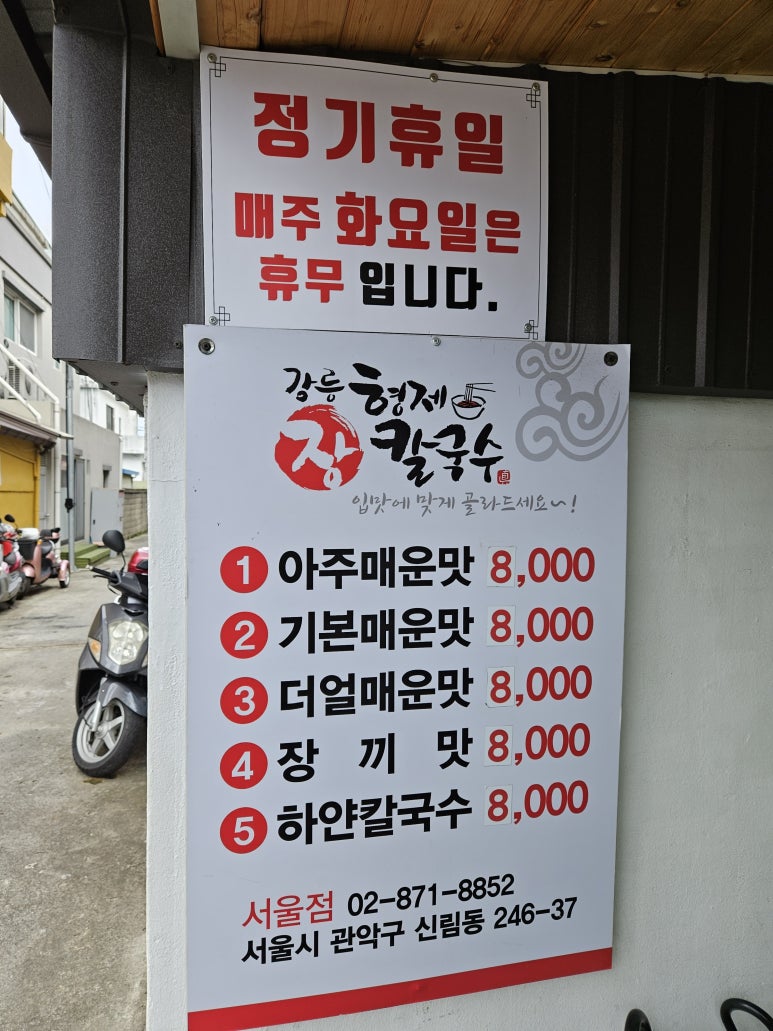 정기휴일
매주 화요일은
휴무 입니다.
강릉 형제
장 칼국수
입맛에 맞게 골라드세요~!
1 아주매운맛 8,000
2 기본매운맛 8,000
3 더얼매운맛 8,000
4 장 끼 맛 8,000
5 하얀칼국수 8,000
서울점 02-871-8852
서울시 관악구 신림동 246-37